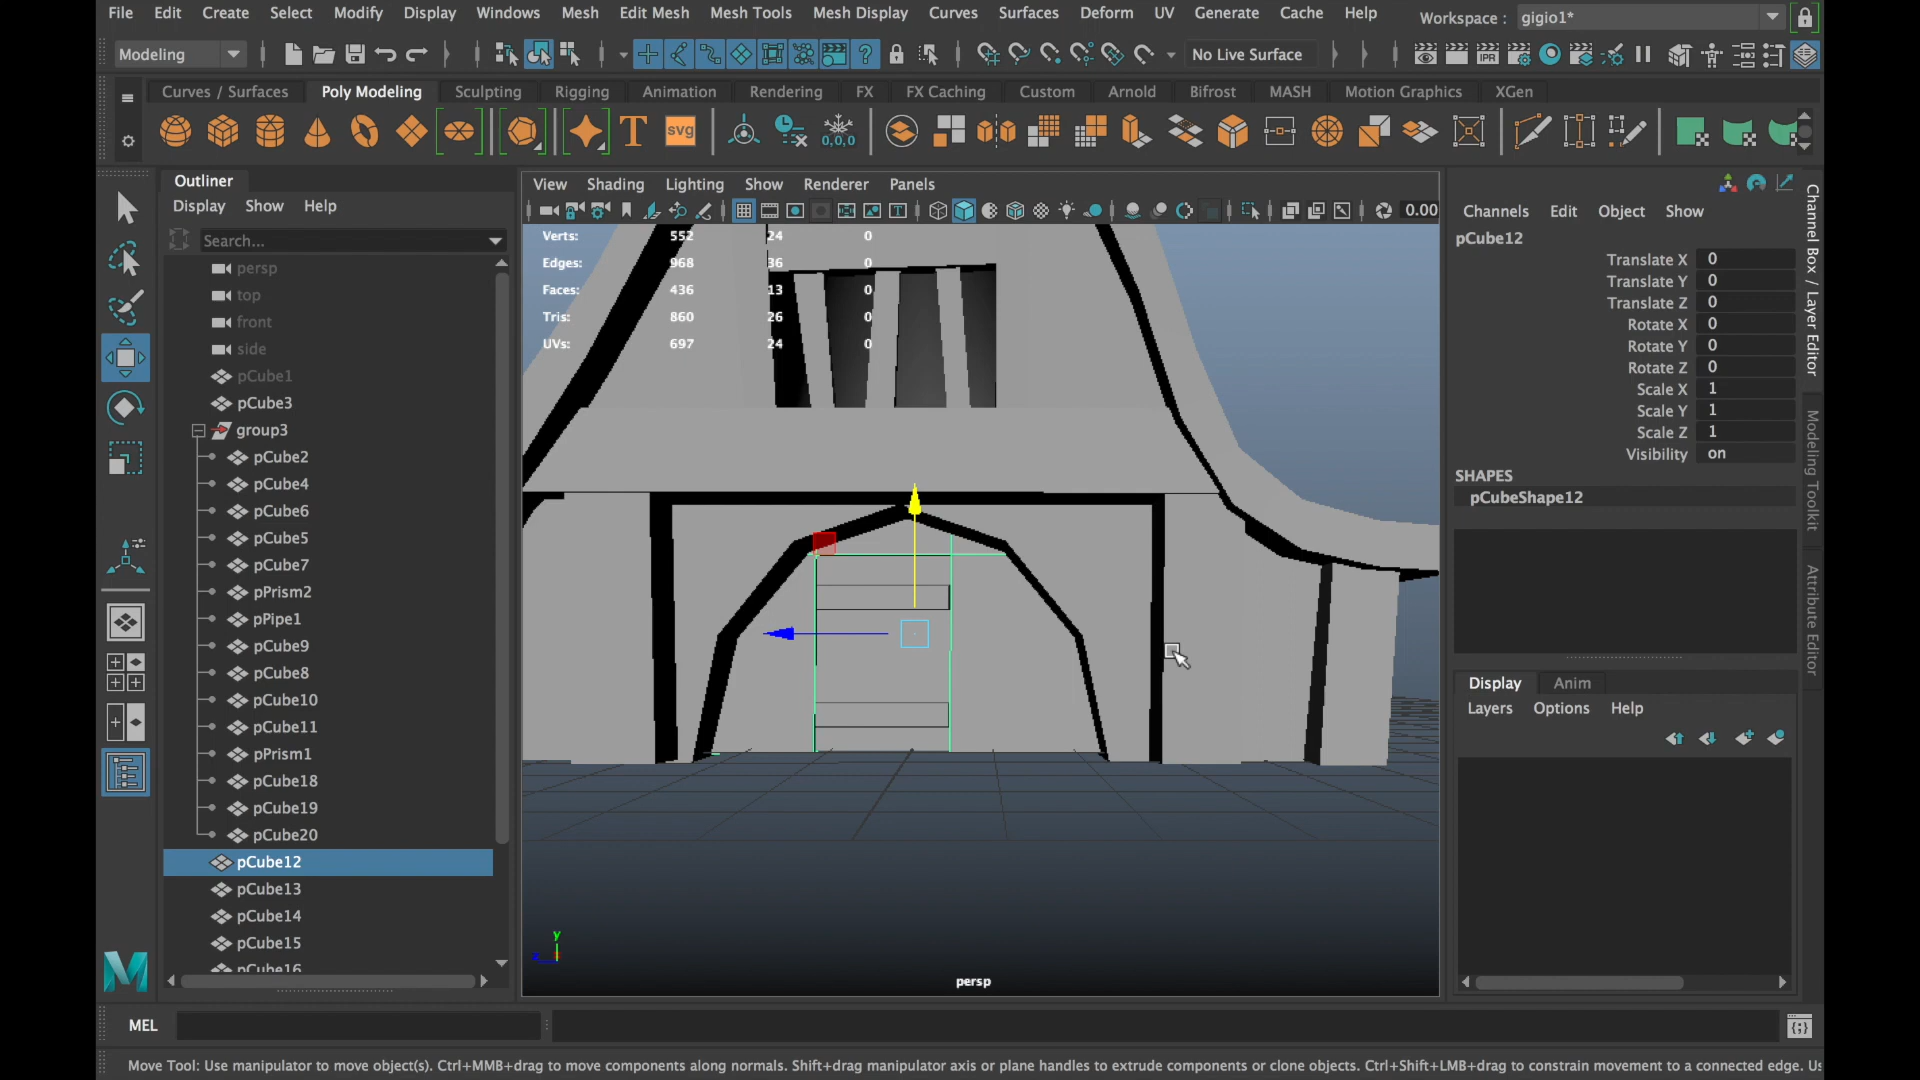 File Edit Create Select Modify Display Windows Mesh Edit Mesh Mesh Tools Mesh Display Curves Surfaces Deform UV Generate Cache Help Workspace : gigio1*
Modeling No Live Surface
Curves / Surfaces Poly Modeling Sculpting Rigging Animation Rendering FX FX Caching Custom Arnold Bifrost MASH Motion Graphics XGen
T svg 0,0,0
IPR
Outliner
Display Show Help
Search...
persp
top
front
side
pCube1
pCube3
group3
pCube2
pCube4
pCube6
pCube5
pCube7
pPrism2
pPipe1
pCube9
pCube8
pCube10
pCube11
pPrism1
pCube18
pCube19
pCube20
pCube12
pCube13
pCube14
pCube15
pCube16
View Shading Lighting Show Renderer Panels
0.00
Verts: 552 24 0
Edges: 968 36 0
Faces: 436 13 0
Tris: 860 26 0
UVs: 697 24 0
y
z
persp
Channels Edit Object Show
pCube12
Translate X 0
Translate Y 0
Translate Z 0
Rotate X 0
Rotate Y 0
Rotate Z 0
Scale X 1
Scale Y 1
Scale Z 1
Visibility on
SHAPES
pCubeShape12
Display Anim
Layers Options Help
Channel Box / Layer Editor
Modeling Toolkit
Attribute Editor
MEL
Move Tool: Use manipulator to move object(s). Ctrl+MMB+drag to move components along normals. Shift+drag manipulator axis or plane handles to extrude components or clone objects. Ctrl+Shift+LMB+drag to constrain movement to a connected edge. Us